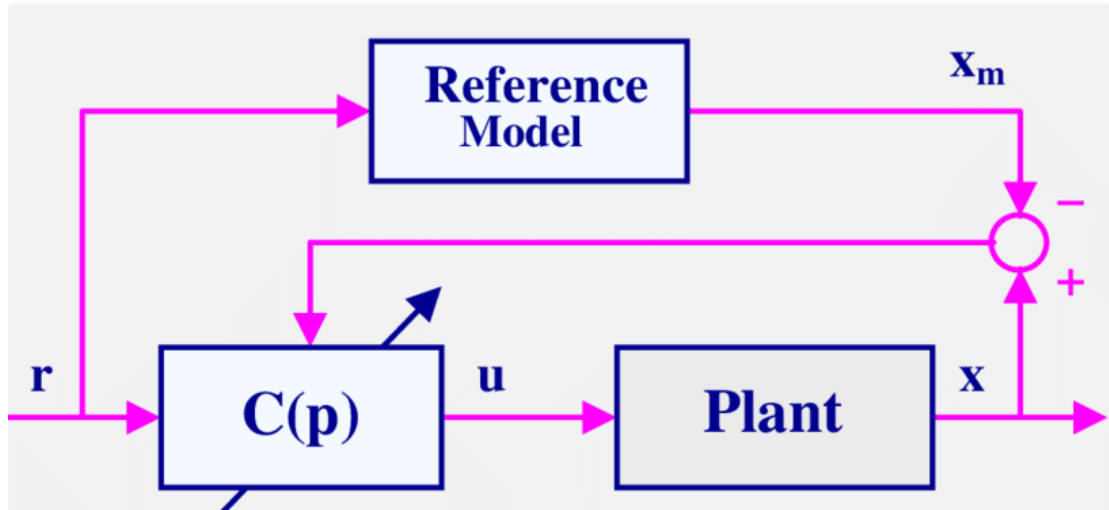 Reference
Model
xₘ
−
+
r
C(p)
u
Plant
x